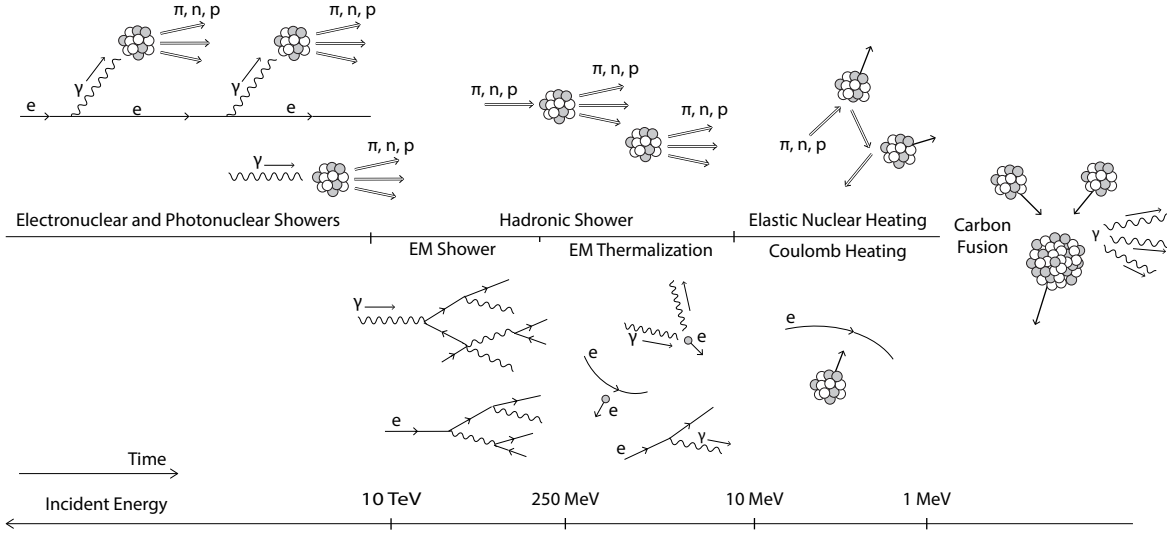 π, n, p
π, n, p
γ
γ
e
e
e
γ
π, n, p
π, n, p
π, n, p
π, n, p
π, n, p
Electronuclear and Photonuclear Showers
Hadronic Shower
Elastic Nuclear Heating
Carbon
Fusion
γ
EM Shower
EM Thermalization
Coulomb Heating
γ
γ
e
e
e
e
e
e
γ
Time
Incident Energy
10 TeV
250 MeV
10 MeV
1 MeV